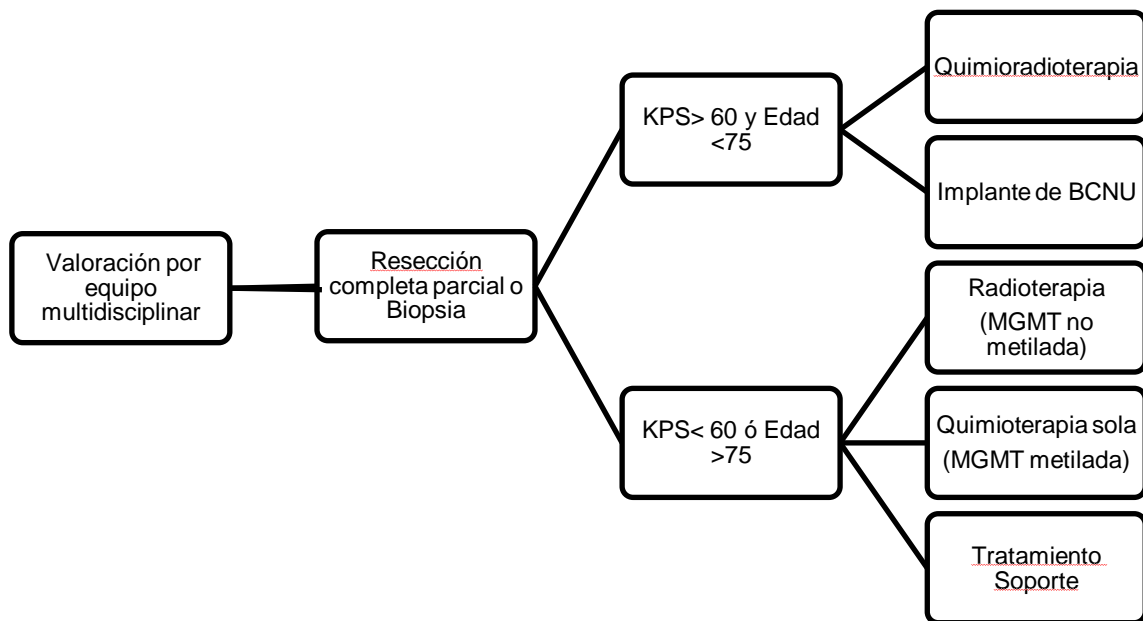 Valoración por
equipo
multidisciplinar
Resección
completa parcial o
Biopsia
KPS> 60 y Edad
<75
Quimioradioterapia
Implante de BCNU
KPS< 60 ó Edad
>75
Radioterapia
(MGMT no
metilada)
Quimioterapia sola
(MGMT metilada)
Tratamiento
Soporte